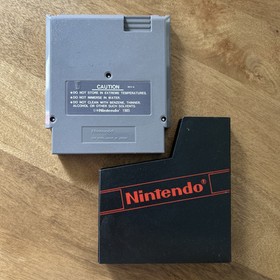 CAUTION
●DO NOT STORE IN EXTREME TEMPERATURES.
●DO NOT IMMERSE IN WATER.
●DO NOT CLEAN WITH BENZENE, THINNER,
ALCOHOL OR OTHER SUCH SOLVENTS.
©Nintendo 1985
Nintendo®